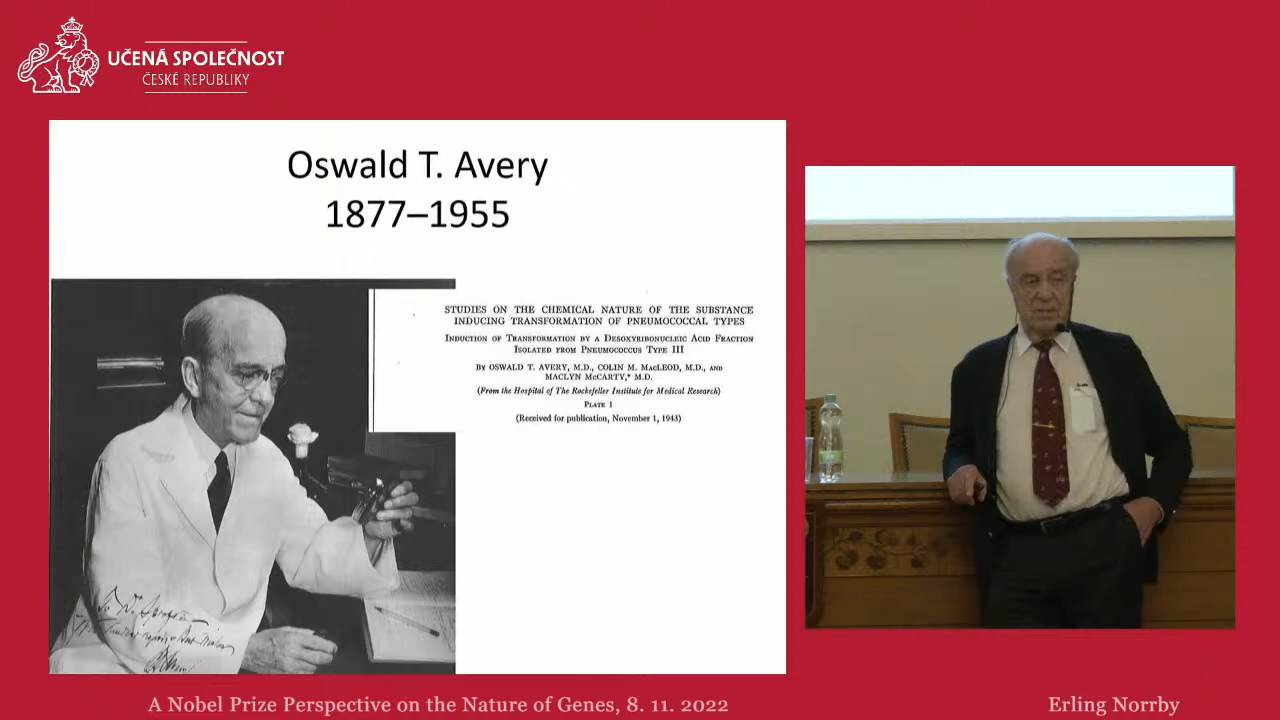 UČENÁ SPOLEČNOST
ČESKÉ REPUBLIKY
Oswald T. Avery
1877–1955
STUDIES ON THE CHEMICAL NATURE OF THE SUBSTANCE
INDUCING TRANSFORMATION OF PNEUMOCOCCAL TYPES
INDUCTION OF TRANSFORMATION BY A DESOXYRIBONUCLEIC ACID FRACTION
ISOLATED FROM PNEUMOCOCCUS TYPE III
BY OSWALD T. AVERY, M.D., COLIN M. MACLEOD, M.D., AND
MACLYN MCCARTY,* M.D.
(From the Hospital of The Rockefeller Institute for Medical Research)
PLATE 1
(Received for publication, November 1, 1943)
A Nobel Prize Perspective on the Nature of Genes, 8. 11. 2022
Erling Norrby